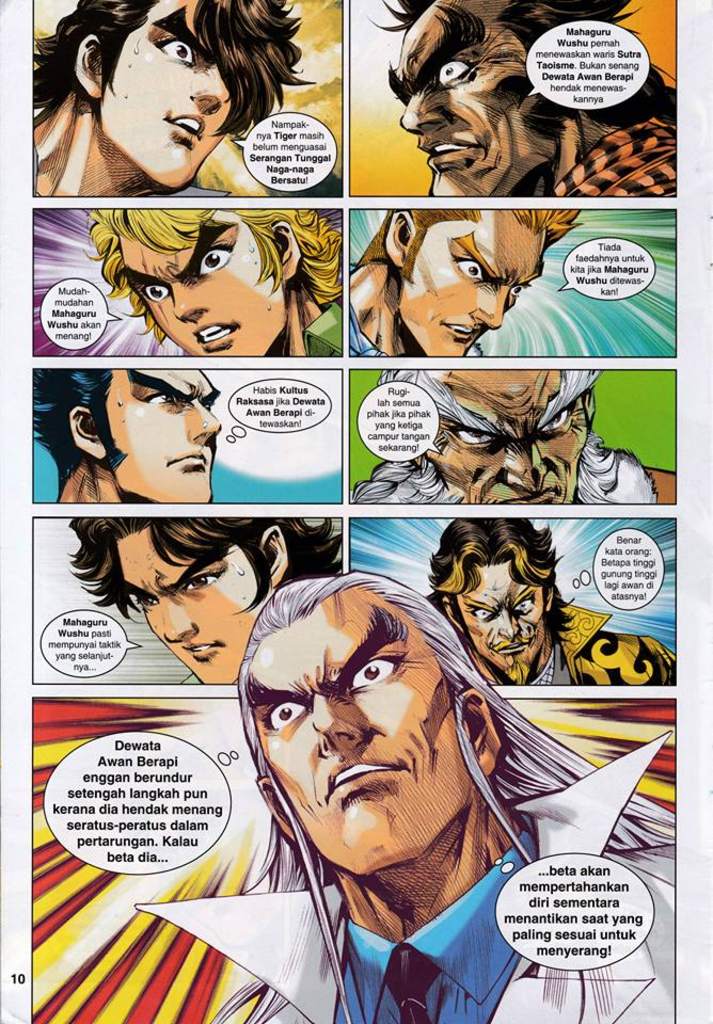 Nampak-
nya Tiger masih
belum menguasai
Serangan Tunggal
Naga-naga
Bersatu!
Mahaguru
Wushu pernah
menewaskan waris Sutra
Taoisme. Bukan senang
Dewata Awan Berapi
hendak menewas-
kannya
Mudah-
mudahan
Mahaguru
Wushu akan
menang!
Tiada
faedahnya untuk
kita jika Mahaguru
Wushu ditewas-
kan!
Habis Kultus
Raksasa jika Dewata
Awan Berapi di-
tewaskan!
Rugi-
lah semua
pihak jika pihak
yang ketiga
campur tangan
sekarang!
Mahaguru
Wushu pasti
mempunyai taktik
yang selanjut-
nya...
Benar
kata orang:
Betapa tinggi
gunung tinggi
lagi awan di
atasnya!
Dewata
Awan Berapi
enggan berundur
setengah langkah pun
kerana dia hendak menang
seratus-peratus dalam
pertarungan. Kalau
beta dia...
...beta akan
mempertahankan
diri sementara
menantikan saat yang
paling sesuai untuk
menyerang!
10